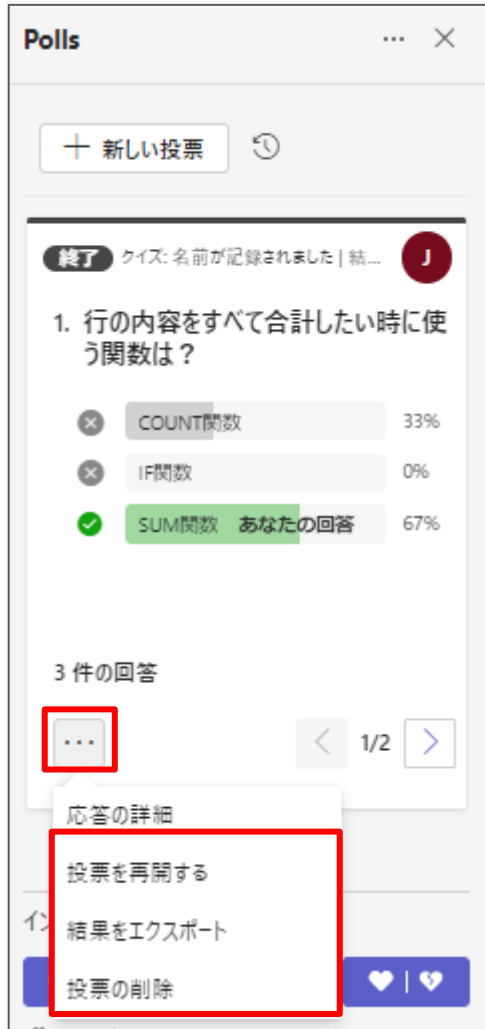 Polls
新しい投票
終了 クイズ: 名前が記録されました | 結...
J
1. 行の内容をすべて合計したい時に使
う関数は？
COUNT関数 33%
IF関数 0%
SUM関数 あなたの回答 67%
3 件の回答
1/2
応答の詳細
投票を再開する
結果をエクスポート
投票の削除